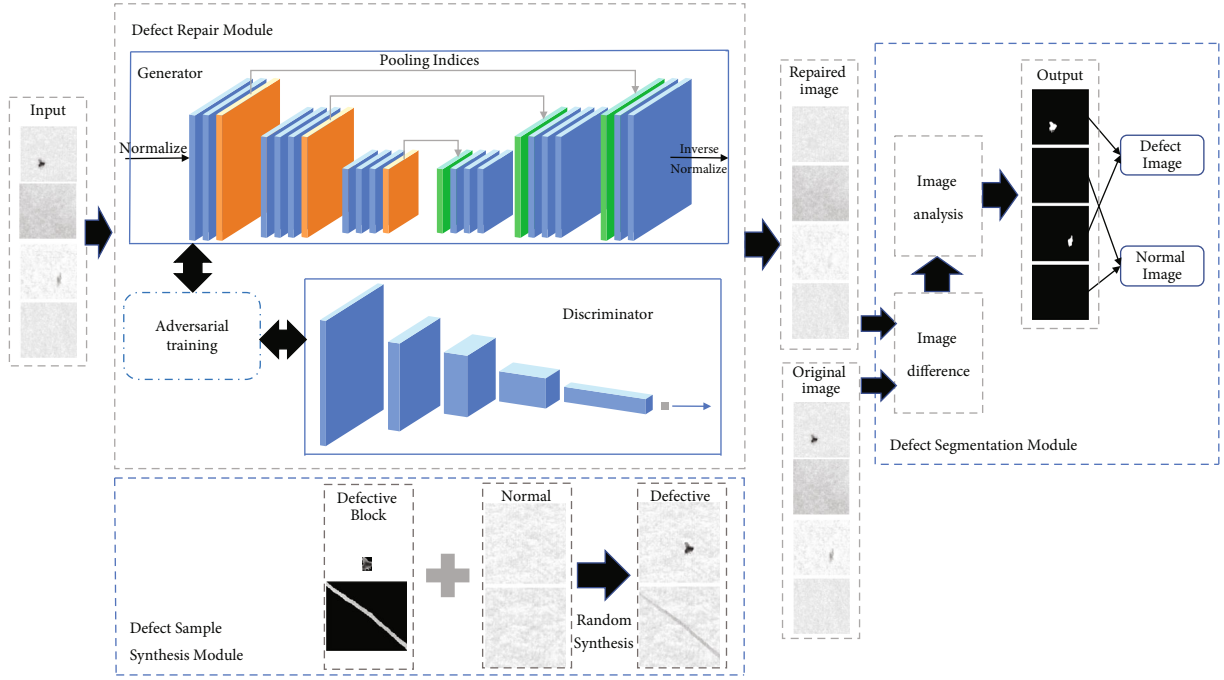 Input
Defect Repair Module
Generator
Pooling Indices
Normalize
Inverse
Normalize
Adversarial
training
Discriminator
Repaired
image
Original
image
Image
analysis
Image
difference
Output
Defect
Image
Normal
Image
Defect Segmentation Module
Defective
Block
Normal
Defective
Random
Synthesis
Defect Sample
Synthesis Module